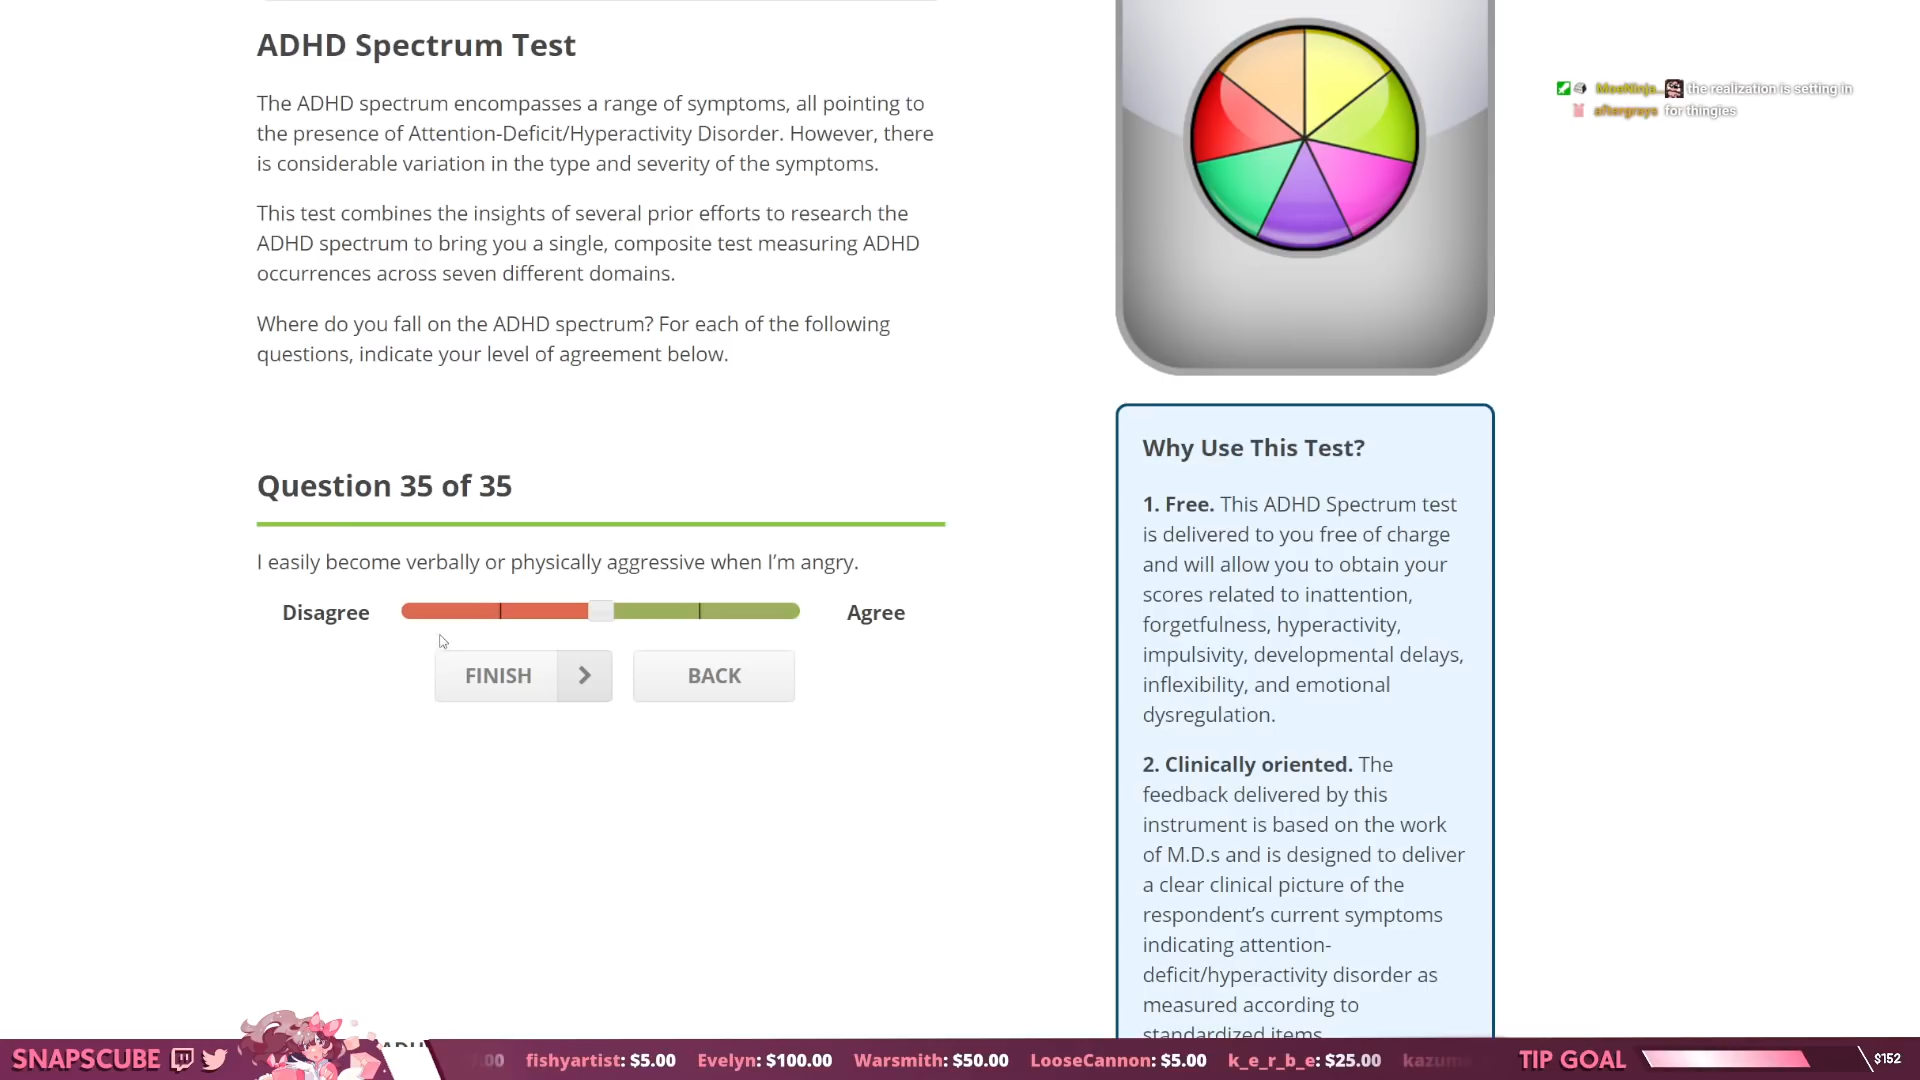 ADHD Spectrum Test
The ADHD spectrum encompasses a range of symptoms, all pointing to
the presence of Attention-Deficit/Hyperactivity Disorder. However, there
is considerable variation in the type and severity of the symptoms.
This test combines the insights of several prior efforts to research the
ADHD spectrum to bring you a single, composite test measuring ADHD
occurrences across seven different domains.
Where do you fall on the ADHD spectrum? For each of the following
questions, indicate your level of agreement below.
Question 35 of 35
I easily become verbally or physically aggressive when I'm angry.
Disagree
Agree
FINISH
BACK
Why Use This Test?
1. Free. This ADHD Spectrum test
is delivered to you free of charge
and will allow you to obtain your
scores related to inattention,
forgetfulness, hyperactivity,
impulsivity, developmental delays,
inflexibility, and emotional
dysregulation.
2. Clinically oriented. The
feedback delivered by this
instrument is based on the work
of M.D.s and is designed to deliver
a clear clinical picture of the
respondent's current symptoms
indicating attention-
deficit/hyperactivity disorder as
measured according to
standardized items.
the realization is setting in
aftergrays for thingies
SNAPSCUBE
.00 fishyartist: $5.00 Evelyn: $100.00 Warsmith: $50.00 LooseCannon: $5.00 k_e_r_b_e: $25.00
TIP GOAL
$152